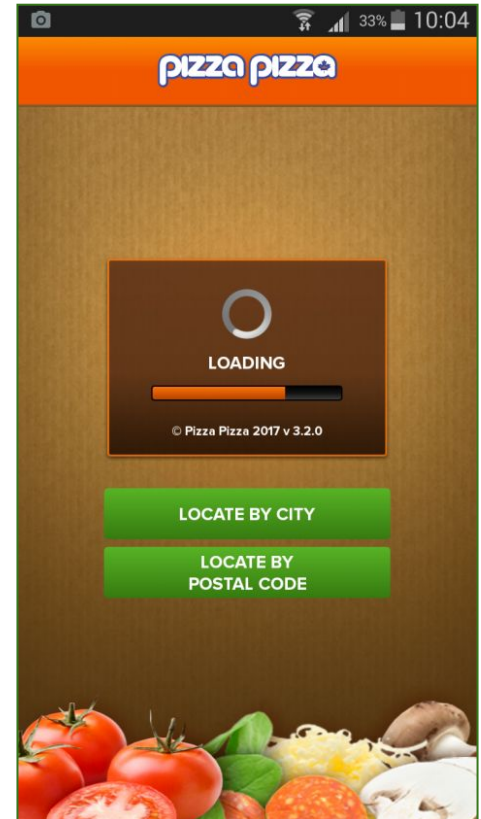 33% 10:04
pizza pizza
LOADING
© Pizza Pizza 2017 v 3.2.0
LOCATE BY CITY
LOCATE BY
POSTAL CODE